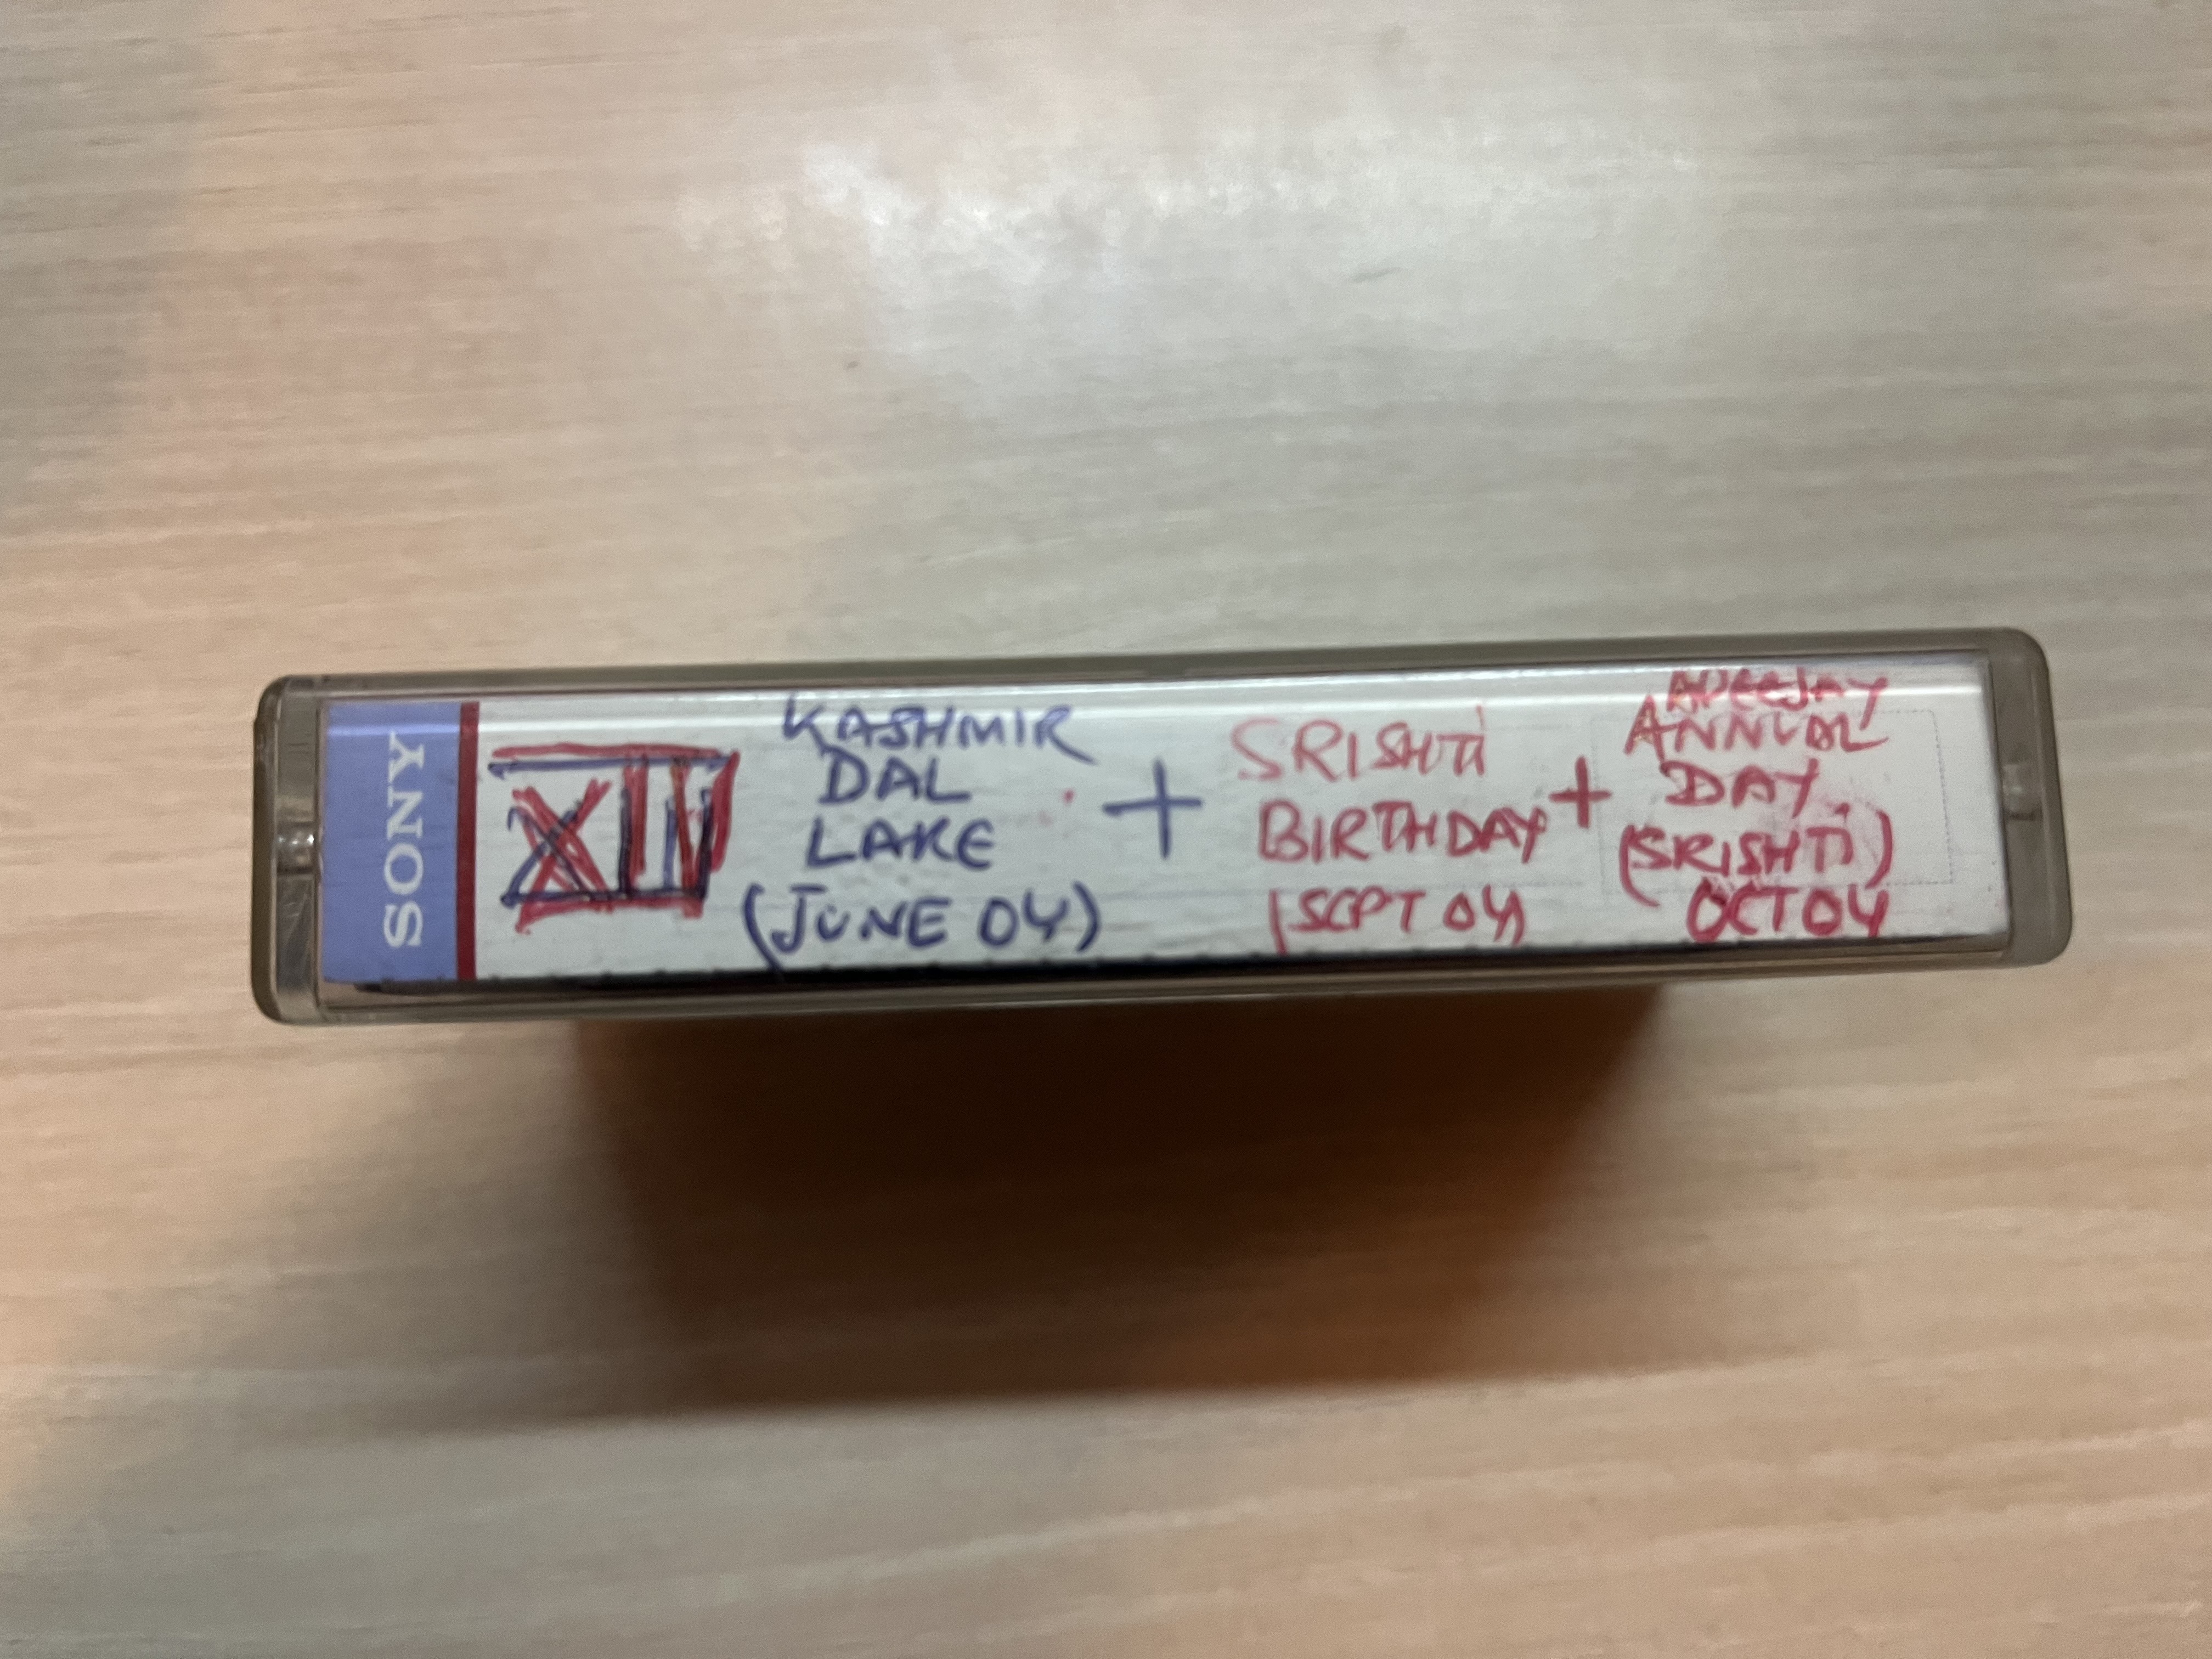 SONY
XIV
KASHMIR
DAL
LAKE
(JUNE 04)
+
SRISHTI
BIRTHDAY
(SEPT 04)
+
APEEJAY
ANNUAL
DAY
(SRISHTI)
OCT 04